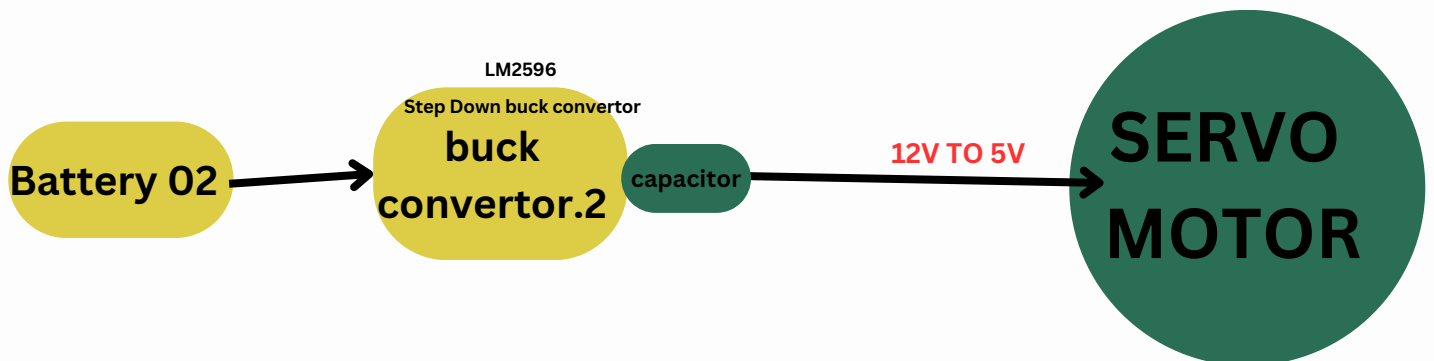 Battery 02
LM2596
Step Down buck convertor
buck
convertor.2
capacitor
12V TO 5V
SERVO
MOTOR